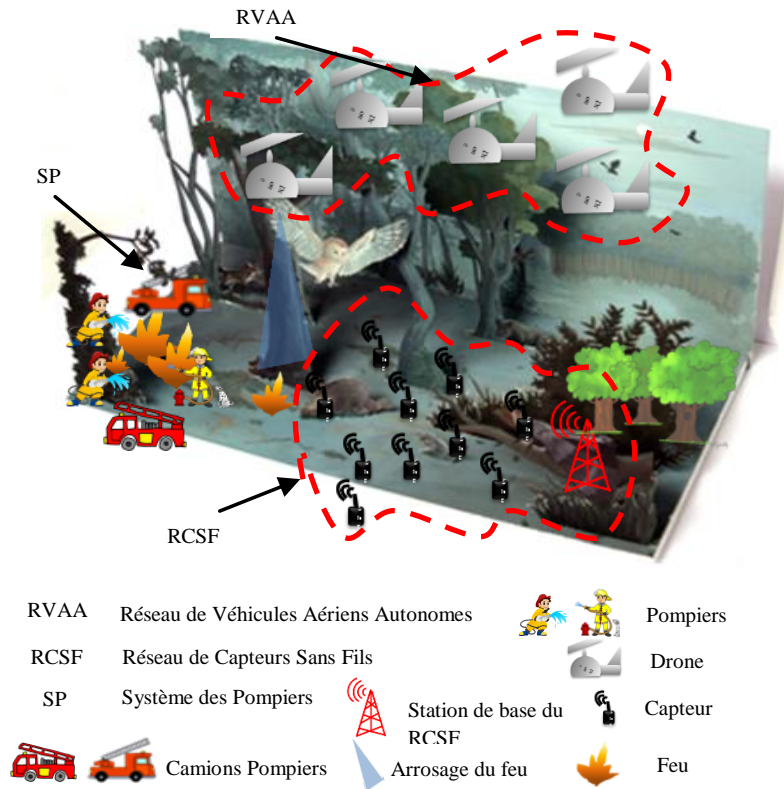 RVAA
SP
RCSF
RVAA Réseau de Véhicules Aériens Autonomes Pompiers
RCSF Réseau de Capteurs Sans Fils Drone
SP Système des Pompiers Station de base du RCSF Capteur
Camions Pompiers Arrosage du feu Feu